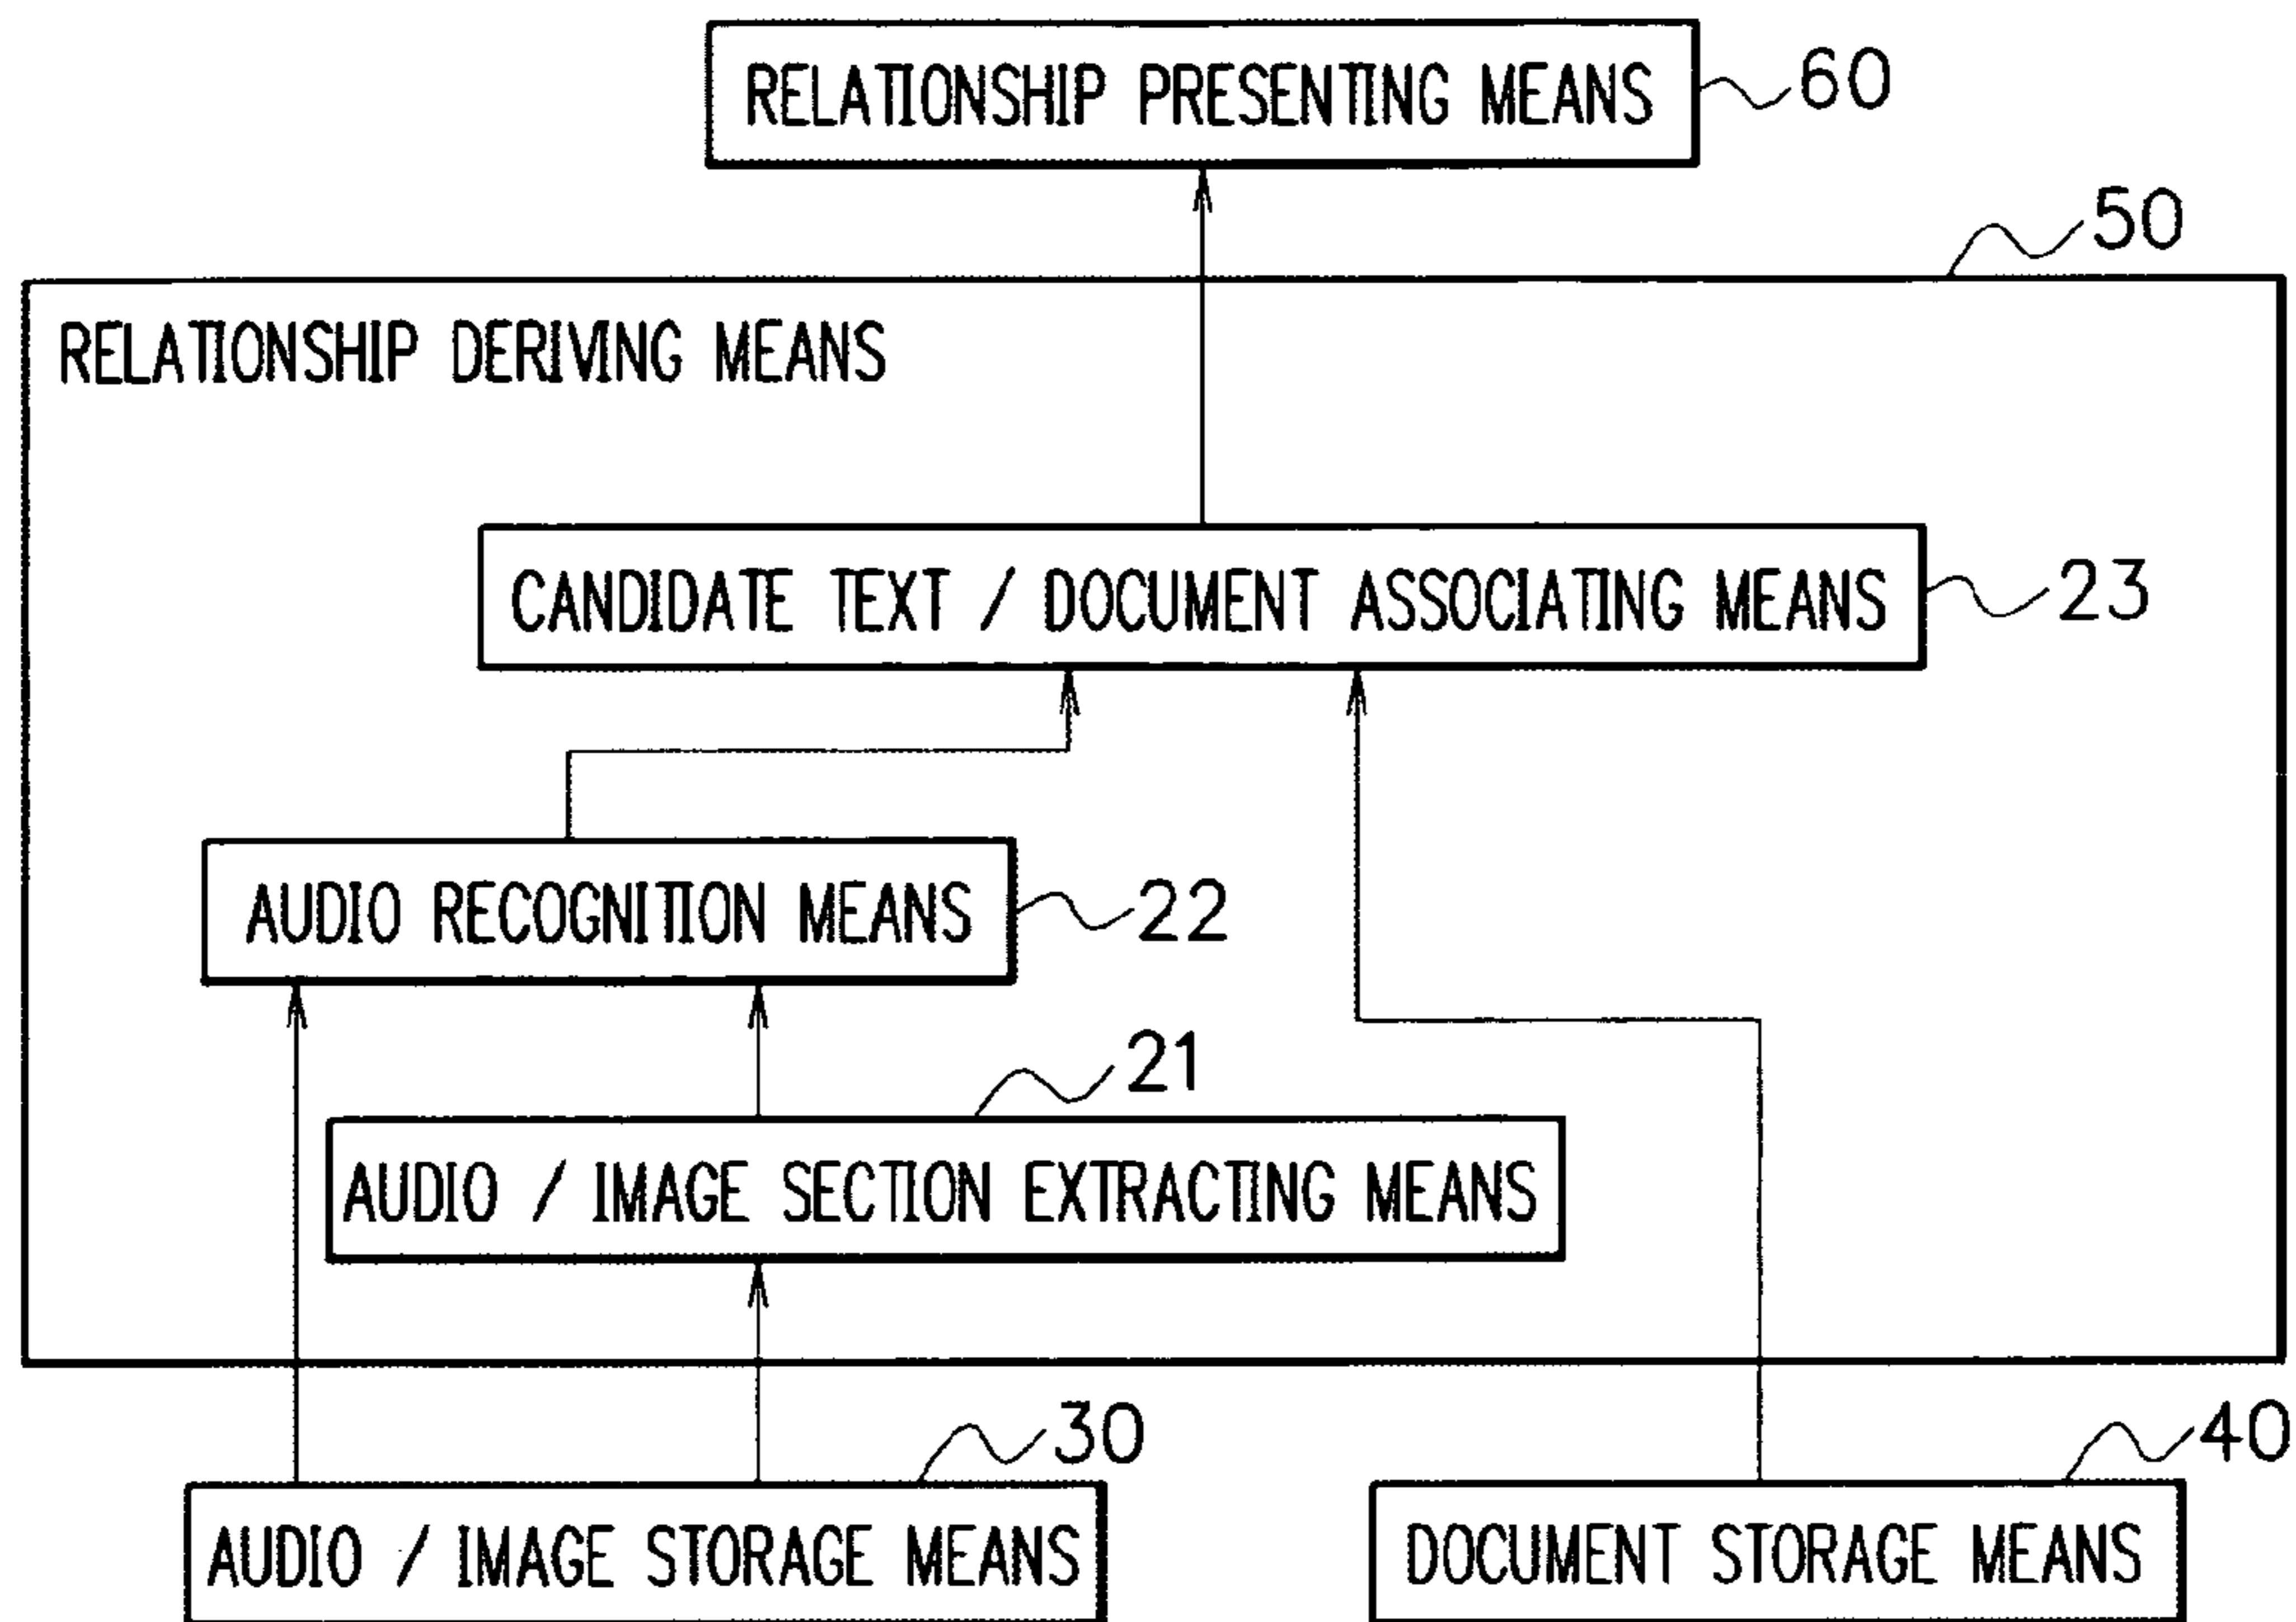 RELATIONSHIP PRESENTING MEANS 60
50
RELATIONSHIP DERIVING MEANS
CANDIDATE TEXT / DOCUMENT ASSOCIATING MEANS 23
AUDIO RECOGNITION MEANS 22
21
AUDIO / IMAGE SECTION EXTRACTING MEANS
30
40
AUDIO / IMAGE STORAGE MEANS
DOCUMENT STORAGE MEANS